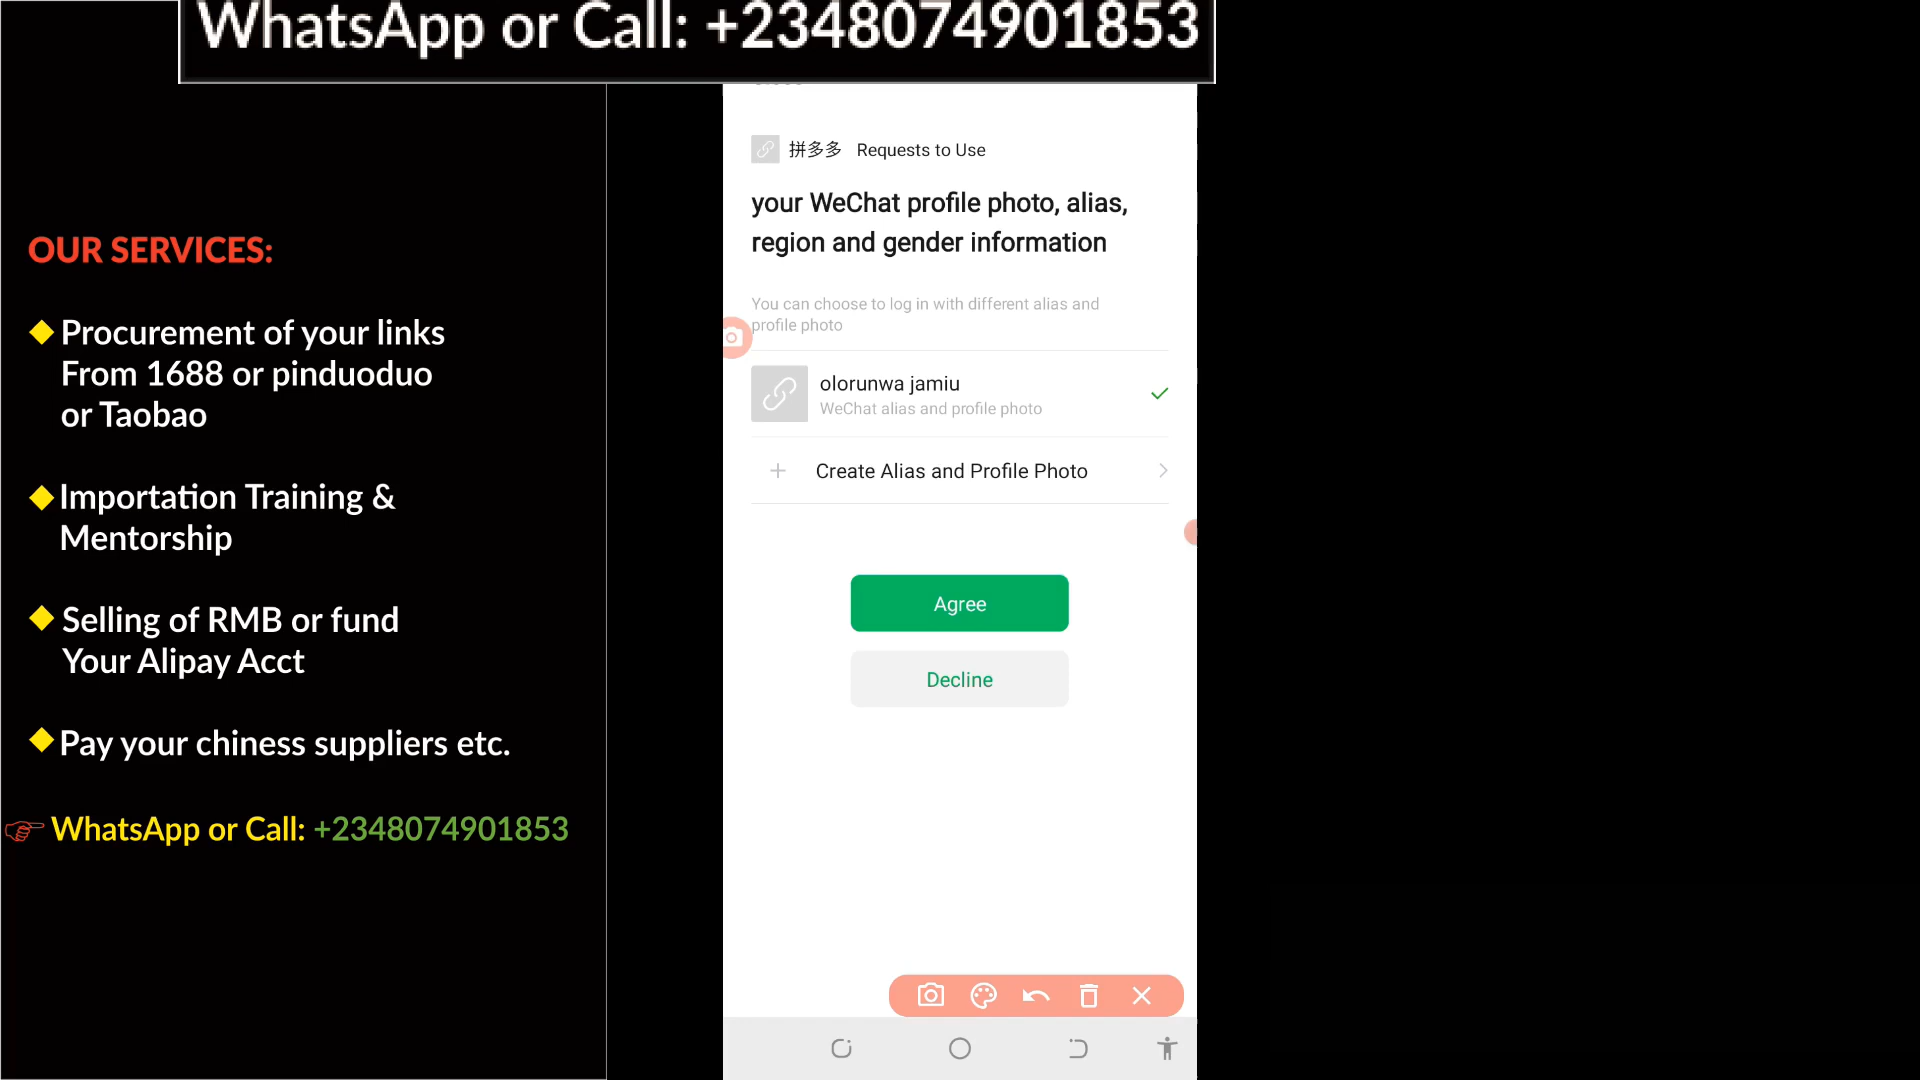 WhatsApp or Call: +2348074901853
OUR SERVICES:
Procurement of your links
From 1688 or pinduoduo
or Taobao
Importation Training &
Mentorship
Selling of RMB or fund
Your Alipay Acct
Pay your chiness suppliers etc.
WhatsApp or Call: +2348074901853
拼多多 Requests to Use
your WeChat profile photo, alias,
region and gender information
You can choose to log in with different alias and
profile photo
olorunwa jamiu
WeChat alias and profile photo
Create Alias and Profile Photo
Agree
Decline